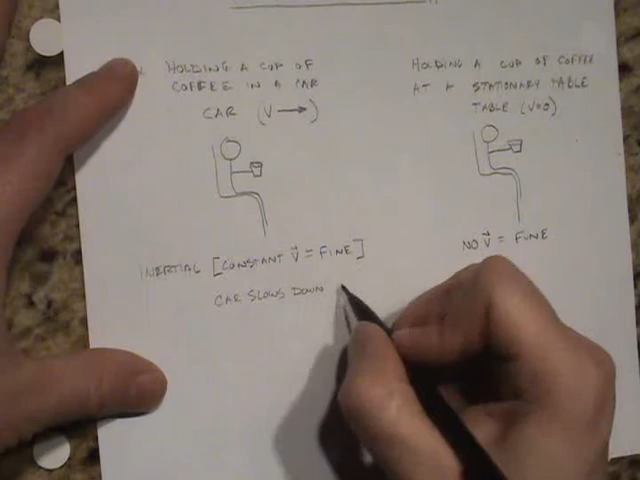 HOLDING A CUP OF
COFFEE IN A CAR
CAR (V →)
INERTIAL [CONSTANT V⃗ = FINE]
CAR SLOWS DOWN
HOLDING A CUP OF COFFEE
AT A STATIONARY TABLE
TABLE (V=0)
NO V⃗ = FINE